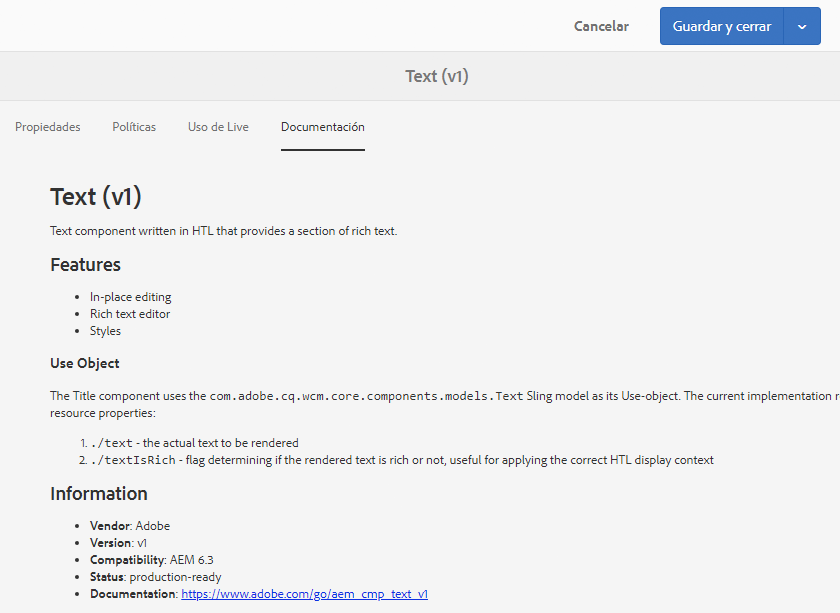 Cancelar
Guardar y cerrar
Text (v1)
Propiedades
Políticas
Uso de Live
Documentación
Text (v1)
Text component written in HTL that provides a section of rich text.
Features
• In-place editing
• Rich text editor
• Styles
Use Object
The Title component uses the com.adobe.cq.wcm.core.components.models.Text Sling model as its Use-object. The current implementation
resource properties:
1. ./text - the actual text to be rendered
2. ./textIsRich - flag determining if the rendered text is rich or not, useful for applying the correct HTL display context
Information
• Vendor: Adobe
• Version: v1
• Compatibility: AEM 6.3
• Status: production-ready
• Documentation: https://www.adobe.com/go/aem_cmp_text_v1